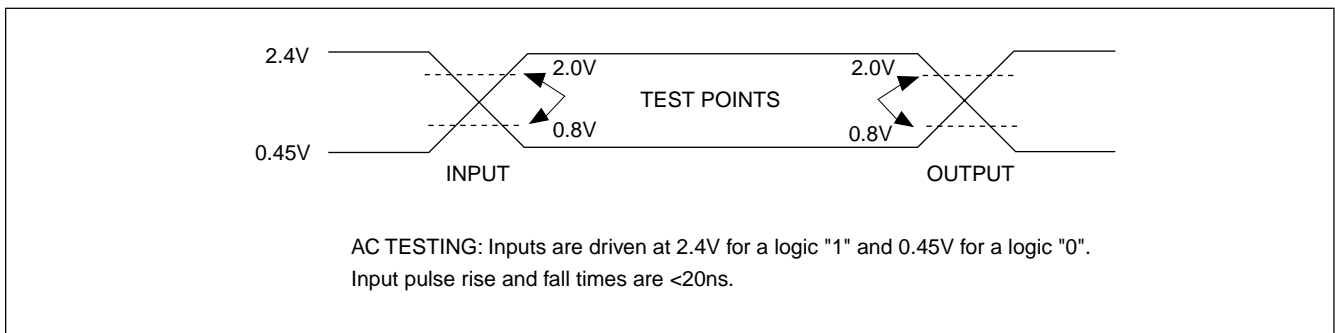 2.4V
2.0V
2.0V
TEST POINTS
0.8V
0.8V
0.45V
INPUT
OUTPUT
AC TESTING: Inputs are driven at 2.4V for a logic "1" and 0.45V for a logic "0".
Input pulse rise and fall times are <20ns.